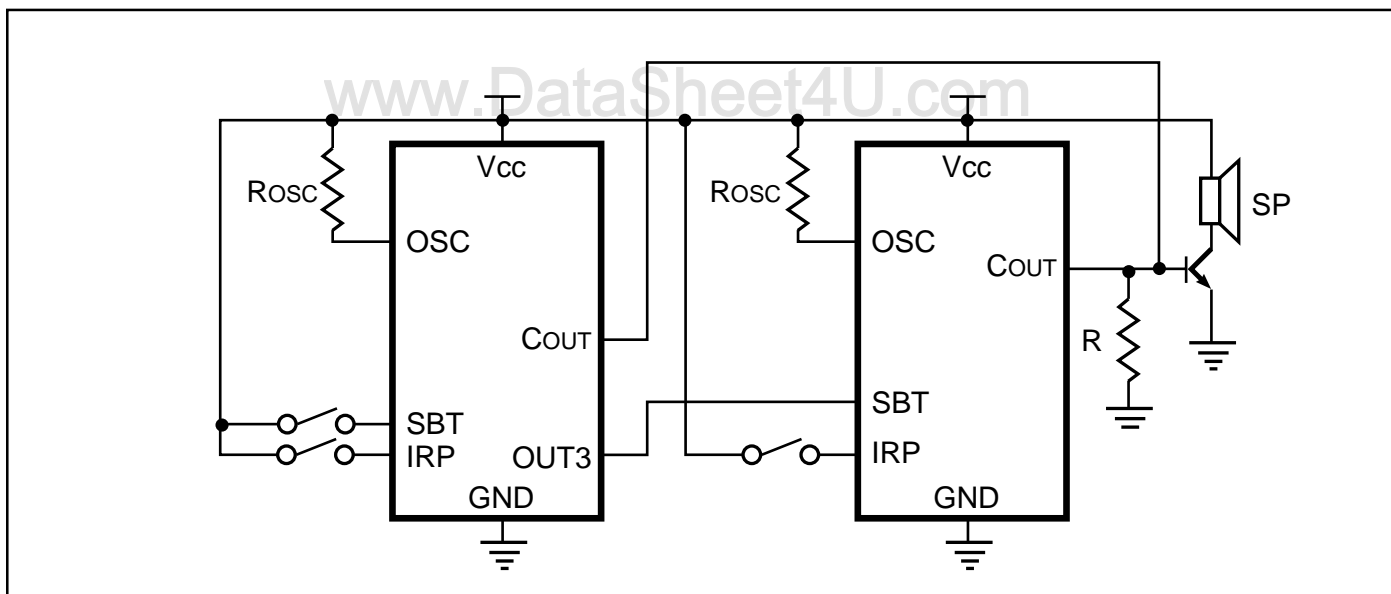 www.DataSheet4U.com
Vcc
Vcc
ROSC
ROSC
SP
OSC
OSC
COUT
COUT
R
SBT
SBT
IRP
OUT3
IRP
GND
GND